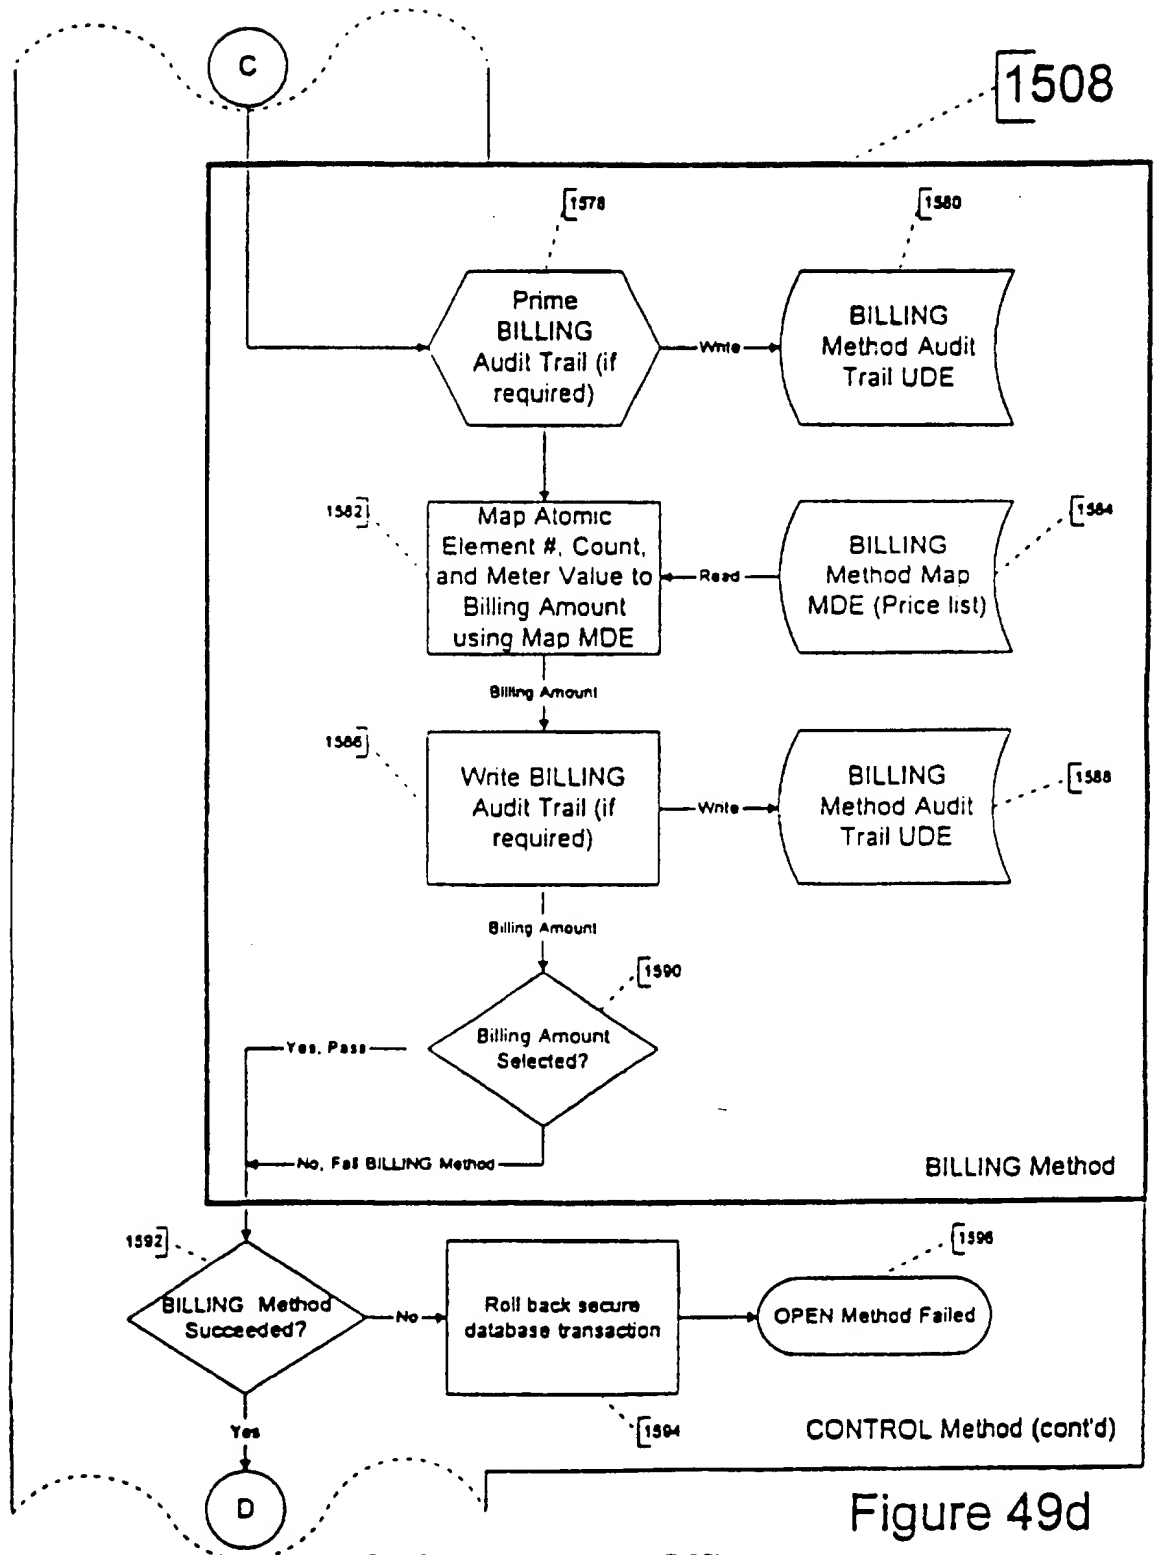 C
1508
1578
1580
Prime
BILLING
Audit Trail (if
required)
Write
BILLING
Method Audit
Trail UDE
1582
Map Atomic
Element #, Count,
and Meter Value to
Billing Amount
using Map MDE
Read
BILLING
Method Map
MDE (Price list)
1584
Billing Amount
1586
Write BILLING
Audit Trail (if
required)
Write
BILLING
Method Audit
Trail UDE
1588
Billing Amount
1590
Billing Amount
Selected?
Yes, Pass
No, Fail BILLING Method
BILLING Method
1592
BILLING Method
Succeeded?
No
Roll back secure
database transaction
1596
OPEN Method Failed
Yes
1594
CONTROL Method (cont'd)
D
Figure 49d